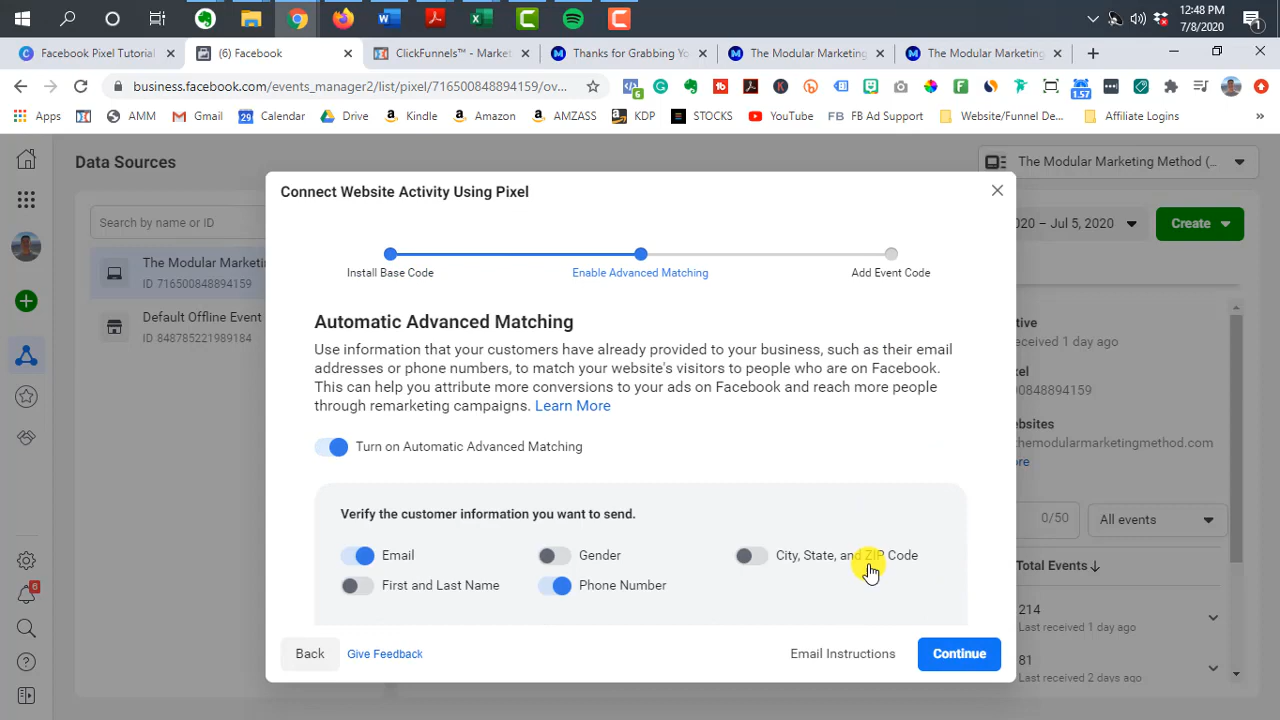 12:48 PM
7/8/2020
1
Facebook Pixel Tutorial
(6) Facebook
ClickFunnels™ - Market
Thanks for Grabbing Yo
The Modular Marketing
The Modular Marketing
business.facebook.com/events_manager2/list/pixel/716500848894159/ov...
6
1.57
Apps
AMM
Gmail
Calendar
Drive
Kindle
Amazon
AMZASS
KDP
STOCKS
YouTube
FB Ad Support
Website/Funnel De...
Affiliate Logins
»
Data Sources
The Modular Marketing Method (...
Search by name or ID
2020 – Jul 5, 2020
Create
The Modular Marketi
ID 716500848894159
Default Offline Event
ID 848785221989184
Connect Website Activity Using Pixel
Install Base Code
Enable Advanced Matching
Add Event Code
Automatic Advanced Matching
Use information that your customers have already provided to your business, such as their email
addresses or phone numbers, to match your website's visitors to people who are on Facebook.
This can help you attribute more conversions to your ads on Facebook and reach more people
through remarketing campaigns. Learn More
Turn on Automatic Advanced Matching
Verify the customer information you want to send.
Email
Gender
City, State, and ZIP Code
First and Last Name
Phone Number
Back
Give Feedback
Email Instructions
Continue
received 1 day ago
themodularmarketingmethod.com
0/50
All events
Total Events
214
Last received 1 day ago
81
Last received 2 days ago
6